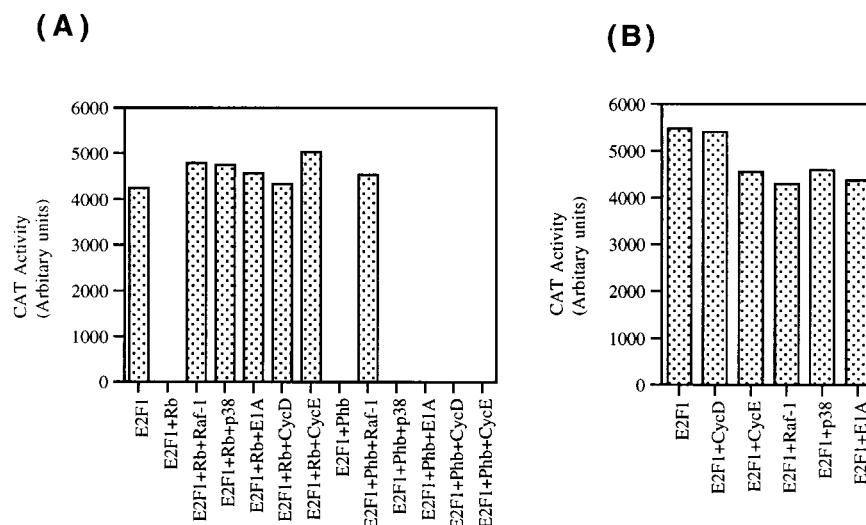 (A)
6000
5000
4000
3000
2000
1000
0
CAT Activity
(Arbitary units)
E2F1
E2F1+Rb
E2F1+Rb+Raf-1
E2F1+Rb+p38
E2F1+Rb+E1A
E2F1+Rb+CycD
E2F1+Rb+CycE
E2F1+Phb
E2F1+Phb+Raf-1
E2F1+Phb+p38
E2F1+Phb+E1A
E2F1+Phb+CycD
E2F1+Phb+CycE
(B)
6000
5000
4000
3000
2000
1000
0
CAT Activity
(Arbitary units)
E2F1
E2F1+CycD
E2F1+CycE
E2F1+Raf-1
E2F1+p38
E2F1+E1A